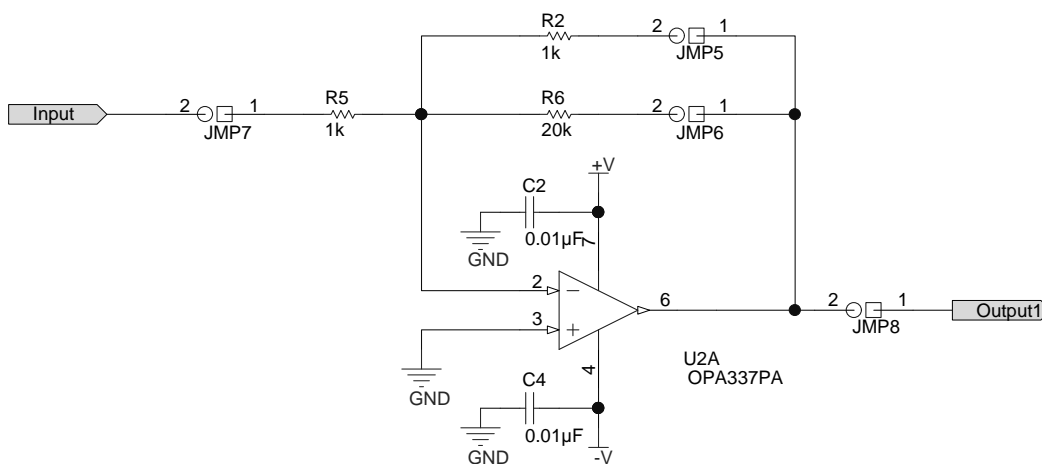 R2
2 1
1k
JMP5
Input
2 1
JMP7
R5
1k
R6
2 1
20k
JMP6
+V
C2
0.01µF
7
GND
2
−
3
+
6
2 1
JMP8
Output1
U2A
OPA337PA
4
GND
C4
0.01µF
GND
-V